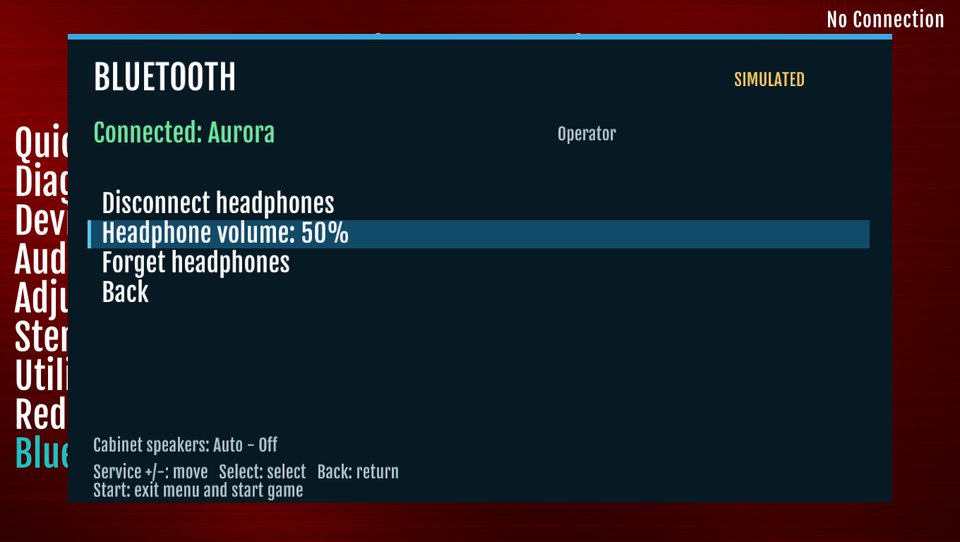 No Connection
BLUETOOTH
SIMULATED
Connected: Aurora
Operator
Disconnect headphones
Headphone volume: 50%
Forget headphones
Back
Cabinet speakers: Auto - Off
Service +/-: move Select: select Back: return
Start: exit menu and start game